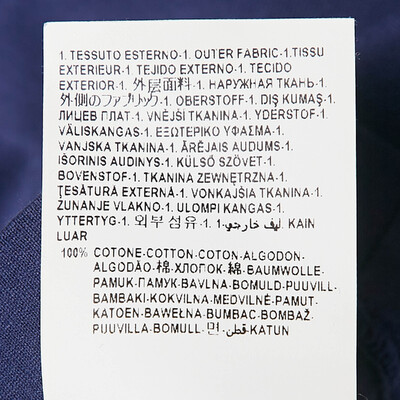 1. TESSUTO ESTERNO-1. OUTER FABRIC-1.TISSU
EXTERIEUR-1. TEJIDO EXTERNO-1. TECIDO
EXTERIOR-1. 外层面料-1. НАРУЖНАЯ ТКАНЬ-1.
外側のファブリック-1. OBERSTOFF-1. DIŞ KUMAŞ-1.
ЛИЦЕВ ПЛАТ-1. VNĚJŠÍ TKANINA-1. YDERSTOF-1.
VÄLISKANGAS-1. ΕΞΩΤΕΡΙΚΟ ΥΦΑΣΜΑ-1.
VANJSKA TKANINA-1. ĀRĒJAIS AUDUMS-1.
IŠORINIS AUDINYS-1. KÜLSŐ SZÖVET-1.
BOVENSTOF-1. TKANINA ZEWNĘTRZNA-1.
ŢESĂTURĂ EXTERNĂ-1. VONKAJŠIA TKANINA-1.
ZUNANJE VLAKNO-1. ULOMPI KANGAS-1.
YTTERTYG-1. 외부 섬유-1. ليف خارجي-1. KAIN
LUAR
100% COTONE-COTTON-COTON-ALGODON-
ALGODÃO-棉-ХЛОПОК-綿-BAUMWOLLE-
PAMUK-ПАМУК-BAVLNA-BOMULD-PUUVILL-
BAMBAKI-KOKVILNA-MEDVILNĖ-PAMUT-
KATOEN-BAWEŁNA-BUMBAC-BOMBAŽ-
PUUVILLA-BOMULL-면-قطن-KATUN